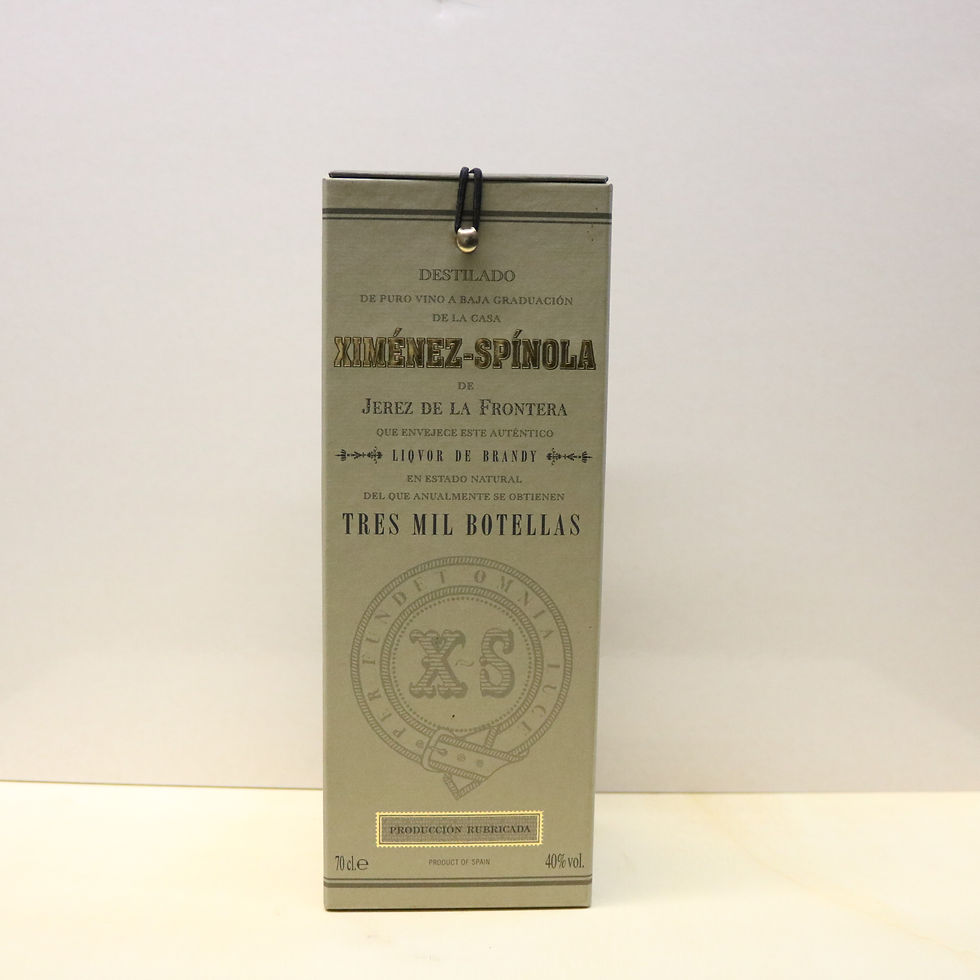 DESTILADO
DE PURO VINO A BAJA GRADUACIÓN
DE LA CASA
XIMÉNEZ-SPÍNOLA
DE
JEREZ DE LA FRONTERA
QUE ENVEJECE ESTE AUTÉNTICO
LIQVOR DE BRANDY
EN ESTADO NATURAL
DEL QUE ANUALMENTE SE OBTIENEN
TRES MIL BOTELLAS
PER FUNDET OMNIA LUCE
X~S
PRODUCCIÓN RUBRICADA
70 cl.e PRODUCT OF SPAIN 40% vol.